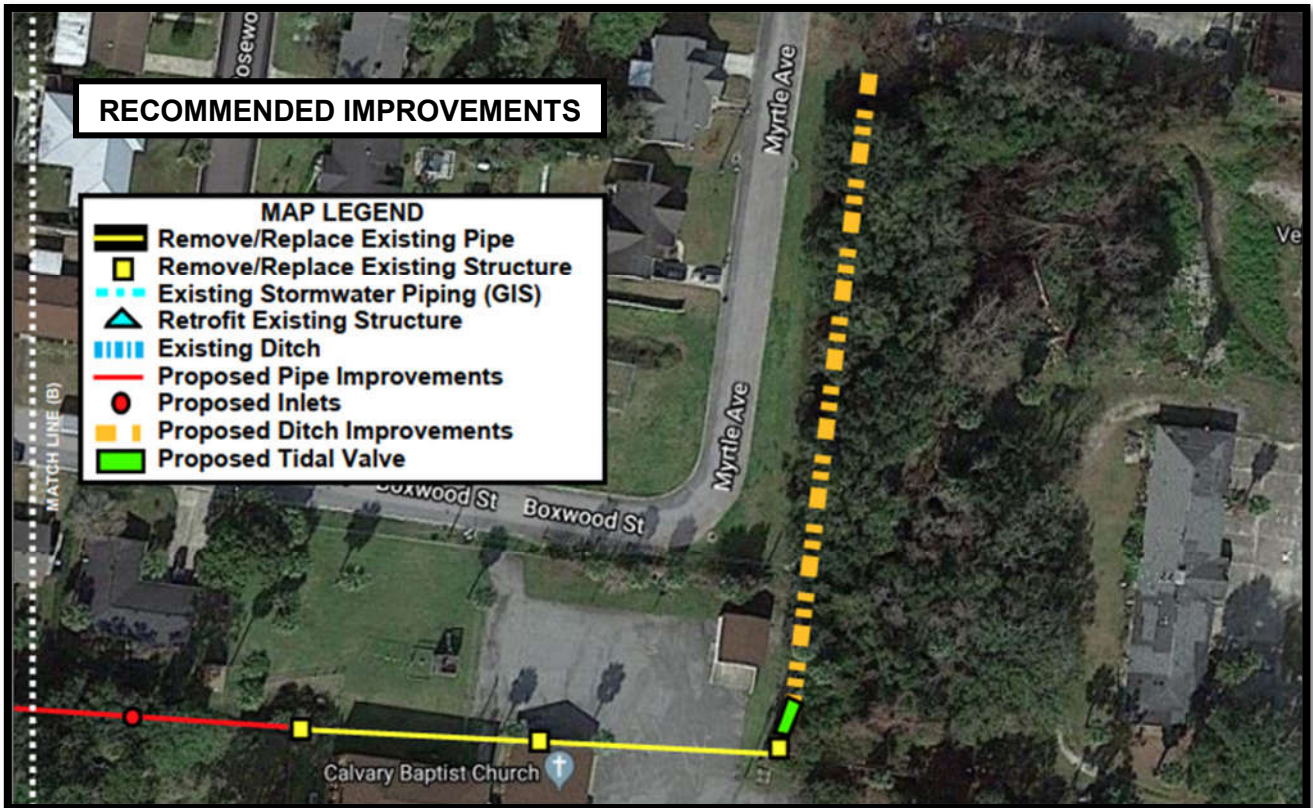 RECOMMENDED IMPROVEMENTS
MAP LEGEND
Remove/Replace Existing Pipe
Remove/Replace Existing Structure
Existing Stormwater Piping (GIS)
Retrofit Existing Structure
Existing Ditch
Proposed Pipe Improvements
Proposed Inlets
Proposed Ditch Improvements
Proposed Tidal Valve
MATCH LINE (B)
Myrtle Ave
Myrtle Ave
Boxwood St
Boxwood St
Calvary Baptist Church